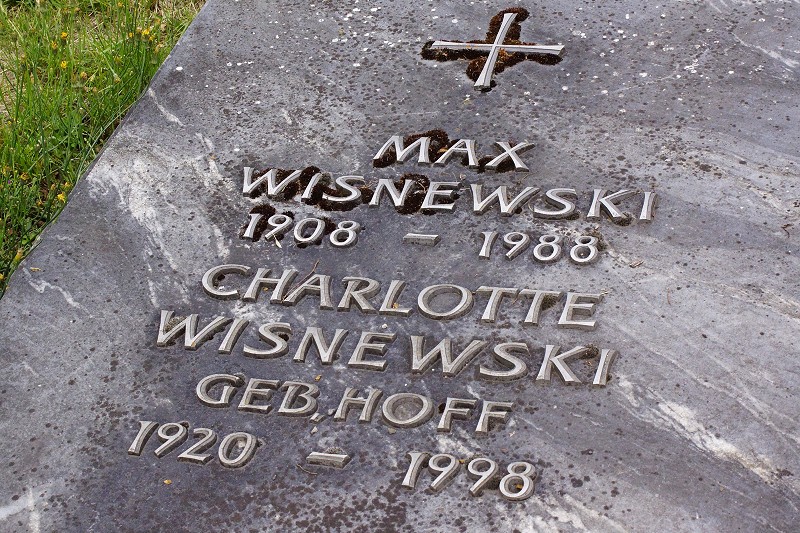 MAX
WISNEWSKI
1908 – 1988
CHARLOTTE
WISNEWSKI
GEB. HOFF
1920 – 1998